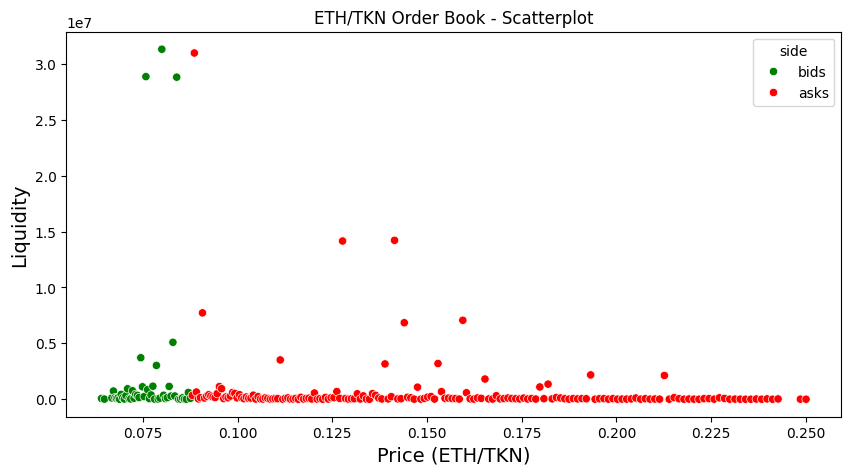 ETH/TKN Order Book - Scatterplot
1e7
side
bids
asks
3.0
2.5
2.0
1.5
1.0
0.5
0.0
Liquidity
0.075 0.100 0.125 0.150 0.175 0.200 0.225 0.250
Price (ETH/TKN)